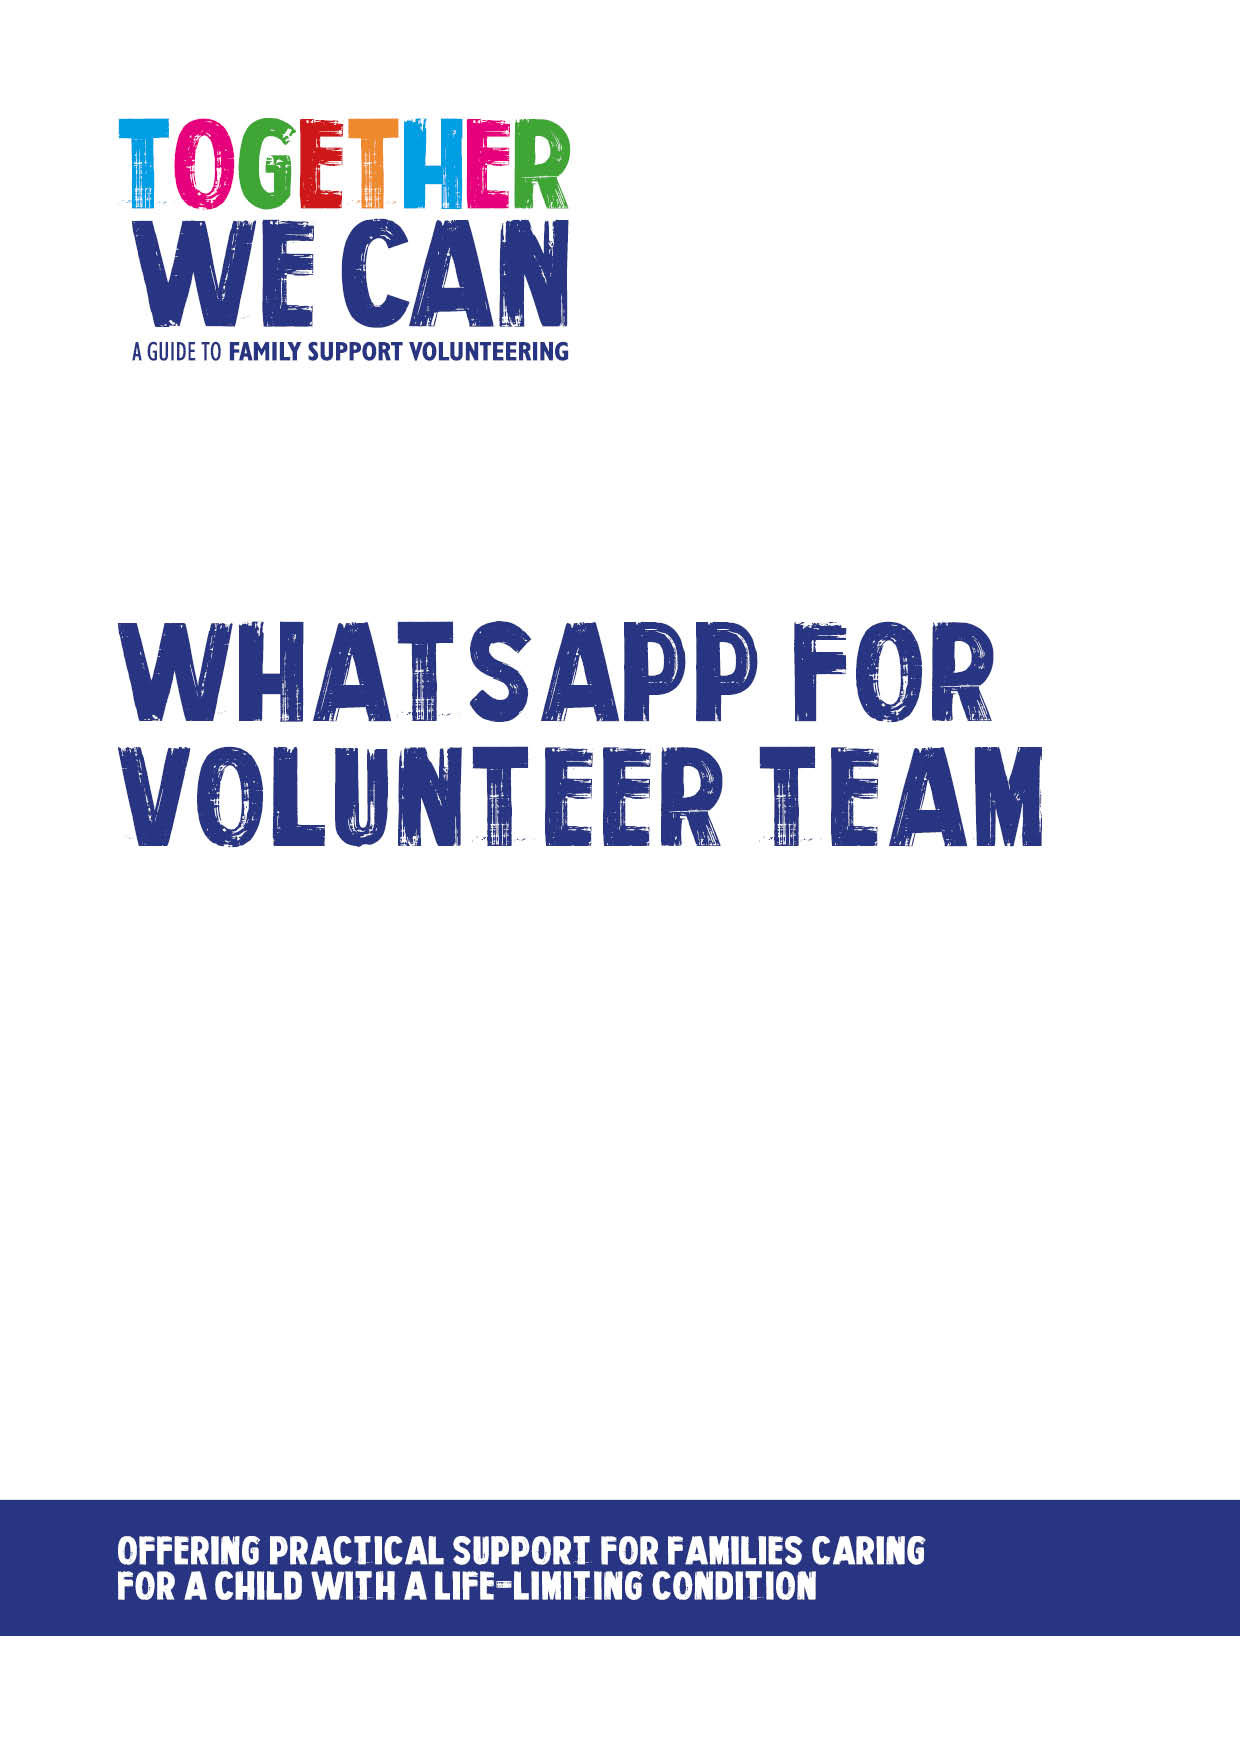 TOGETHER
WE CAN
A GUIDE TO FAMILY SUPPORT VOLUNTEERING
WHATSAPP FOR
VOLUNTEER TEAM
OFFERING PRACTICAL SUPPORT FOR FAMILIES CARING
FOR A CHILD WITH A LIFE-LIMITING CONDITION